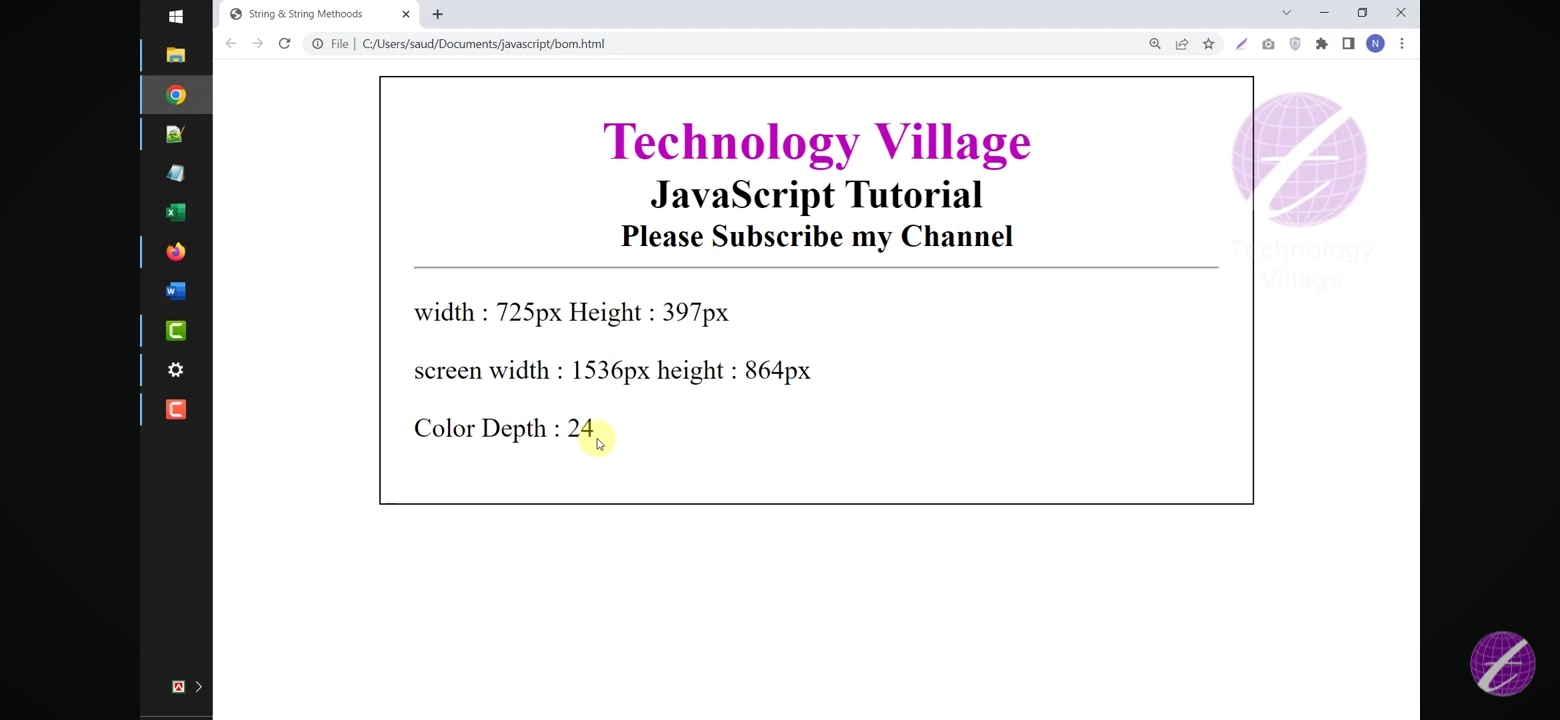 String & String Methoods
File
C:/Users/saud/Documents/javascript/bom.html
N
Technology Village
JavaScript Tutorial
Please Subscribe my Channel
Technology
Village
width : 725px Height : 397px
screen width : 1536px height : 864px
Color Depth : 24